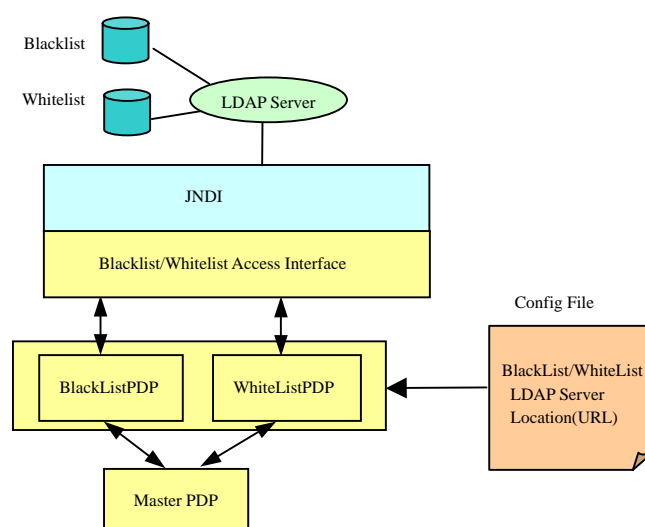 Blacklist
Whitelist
LDAP Server
JNDI
Blacklist/Whitelist Access Interface
Config File
BlackListPDP
WhiteListPDP
BlackList/WhiteList
LDAP Server
Location(URL)
Master PDP